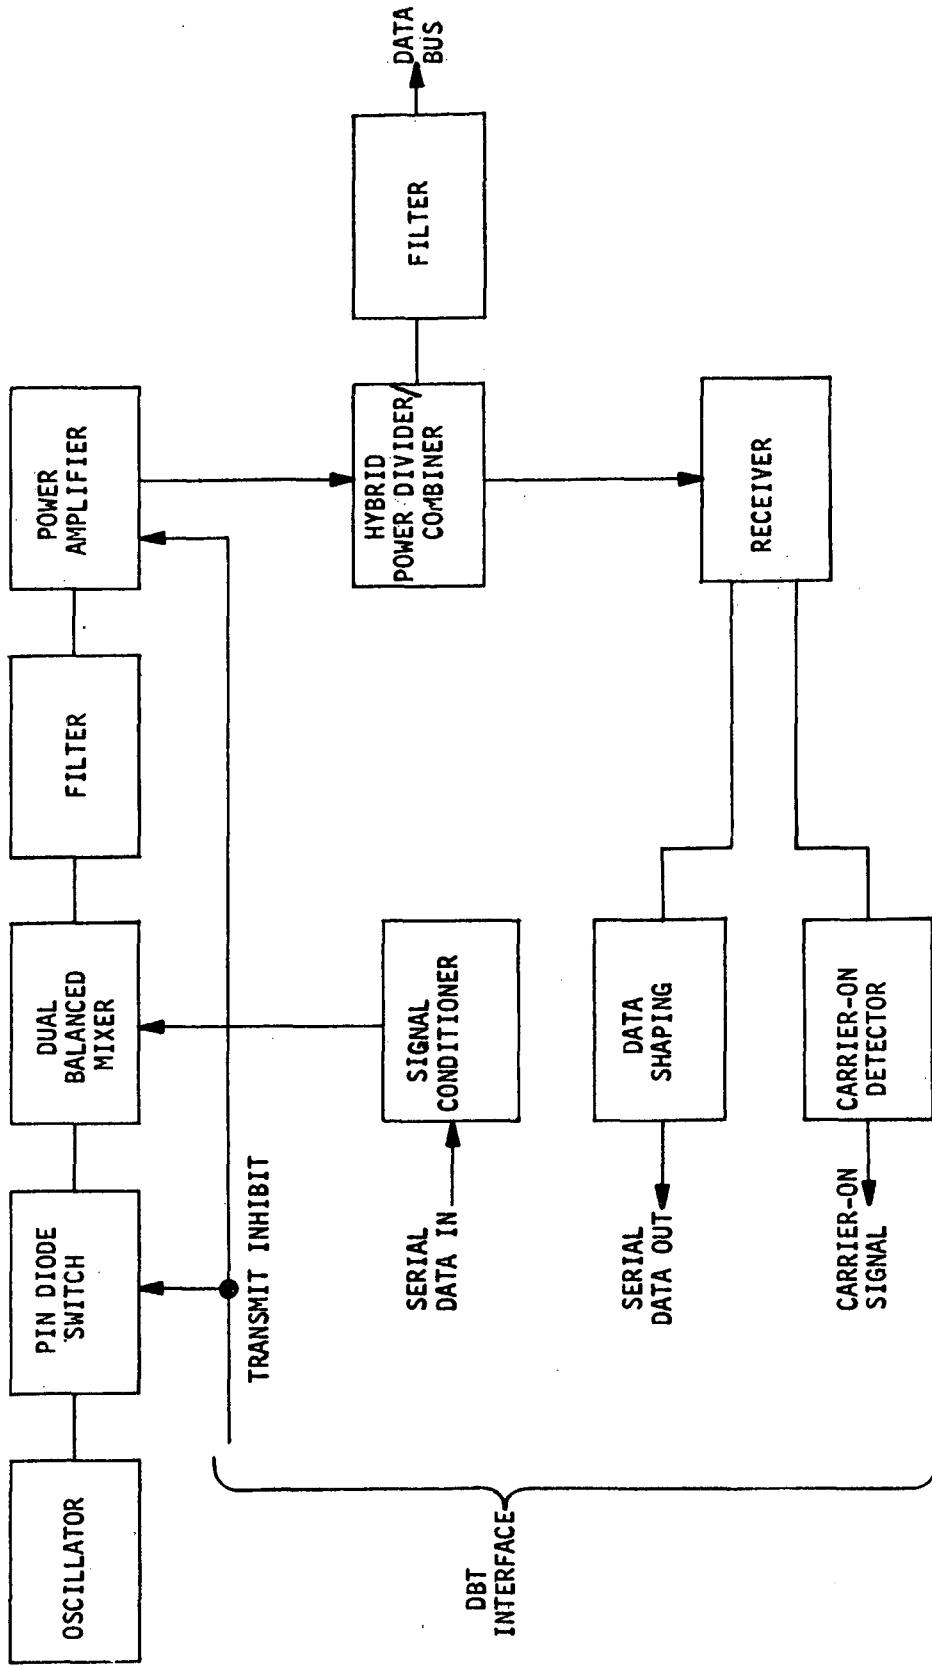 OSCILLATOR
PIN DIODE
SWITCH
DUAL
BALANCED
MIXER
FILTER
POWER
AMPLIFIER
TRANSMIT INHIBIT
DBT
INTERFACE
SERIAL
DATA IN
SIGNAL
CONDITIONER
HYBRID
POWER DIVIDER/
COMBINER
FILTER
DATA
BUS
SERIAL
DATA OUT
DATA
SHAPING
RECEIVER
CARRIER-ON
SIGNAL
CARRIER-ON
DETECTOR